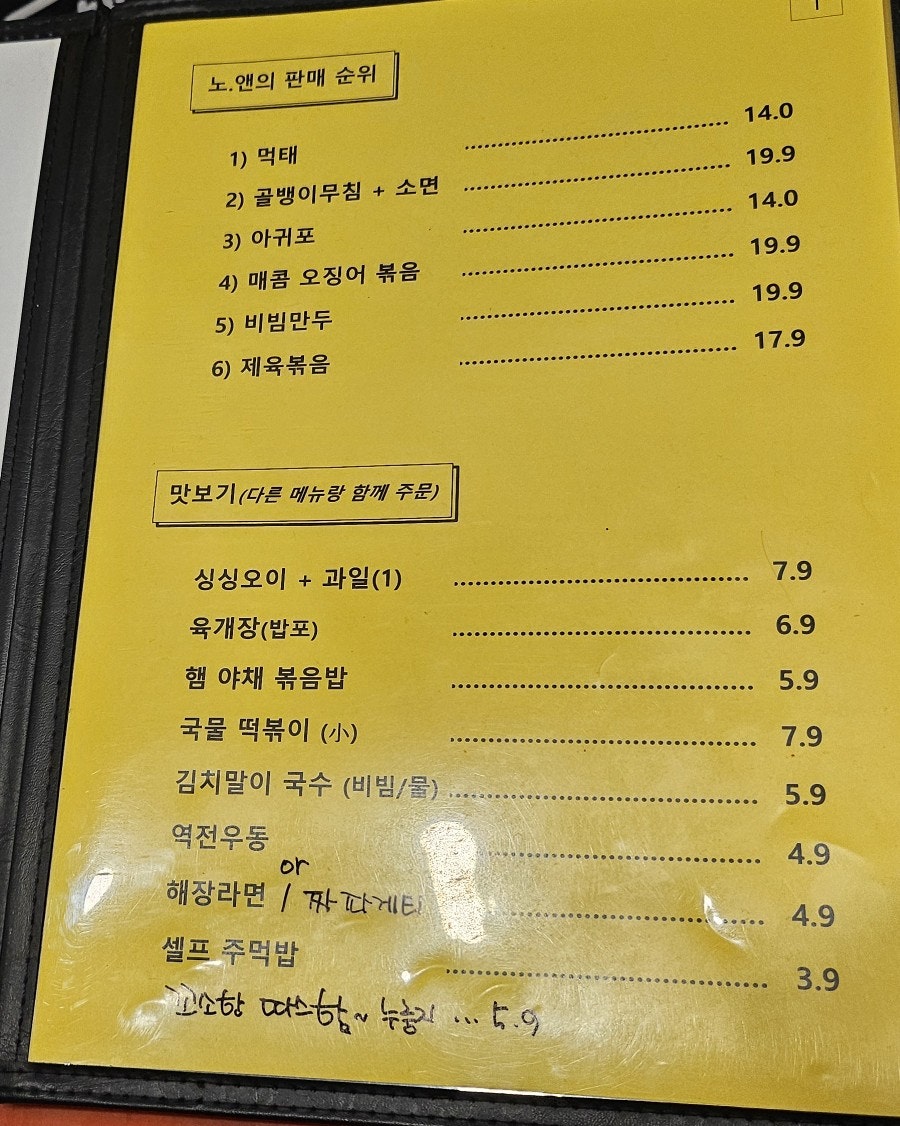 1
노.앤의 판매 순위
1) 먹태 ........................ 14.0
2) 골뱅이무침 + 소면 ........................ 19.9
3) 아귀포 ........................ 14.0
4) 매콤 오징어 볶음 ........................ 19.9
5) 비빔만두 ........................ 19.9
6) 제육볶음 ........................ 17.9
맛보기(다른 메뉴랑 함께 주문)
싱싱오이 + 과일(1) ........................ 7.9
육개장(밥포) ........................ 6.9
햄 야채 볶음밥 ........................ 5.9
국물 떡볶이 (小) ........................ 7.9
김치말이 국수 (비빔/물) ........................ 5.9
역전우동 ........................ 4.9
or
해장라면 / 짜파게티 ........................ 4.9
셀프 주먹밥 ........................ 3.9
꼬소함 따스함~ 누룽지 ... 5.9